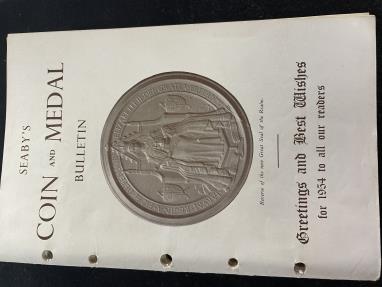 SEABY'S
COIN AND MEDAL
BULLETIN
Reverse of the new Great Seal of the Realm.
Greetings and Best Wishes
for 1954 to all our readers